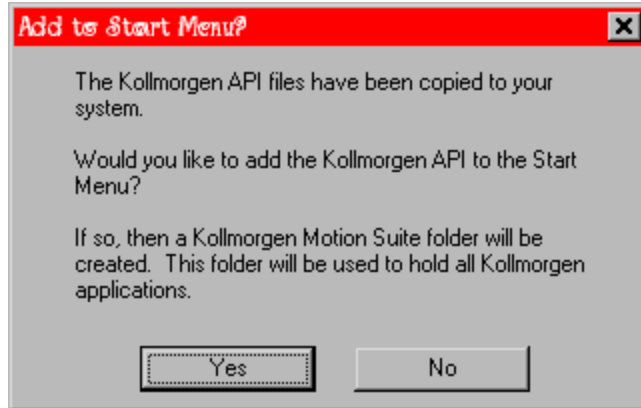 Add to Start Menu?
The Kollmorgen API files have been copied to your
system.
Would you like to add the Kollmorgen API to the Start
Menu?
If so, then a Kollmorgen Motion Suite folder will be
created.  This folder will be used to hold all Kollmorgen
applications.
Yes
No